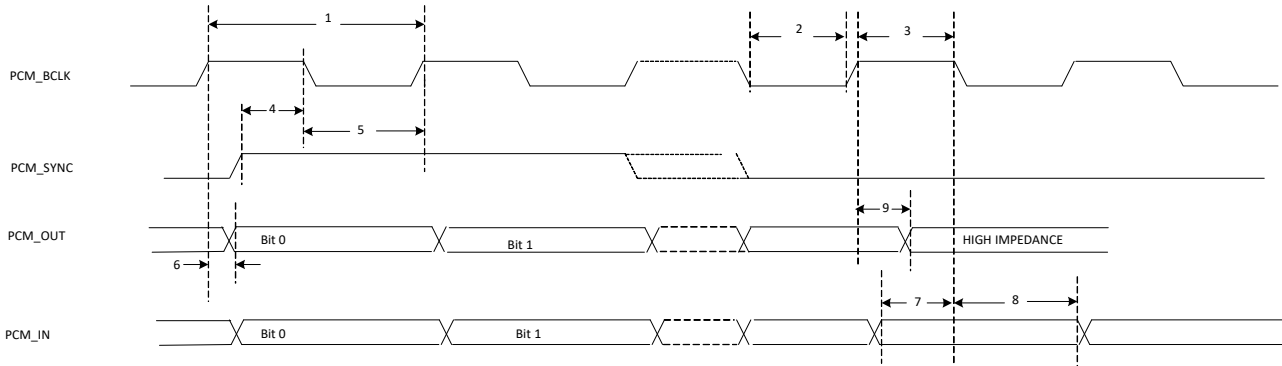 1
2
3
PCM_BCLK
4
5
PCM_SYNC
9
PCM_OUT
Bit 0
Bit 1
HIGH IMPEDANCE
6
7
8
PCM_IN
Bit 0
Bit 1